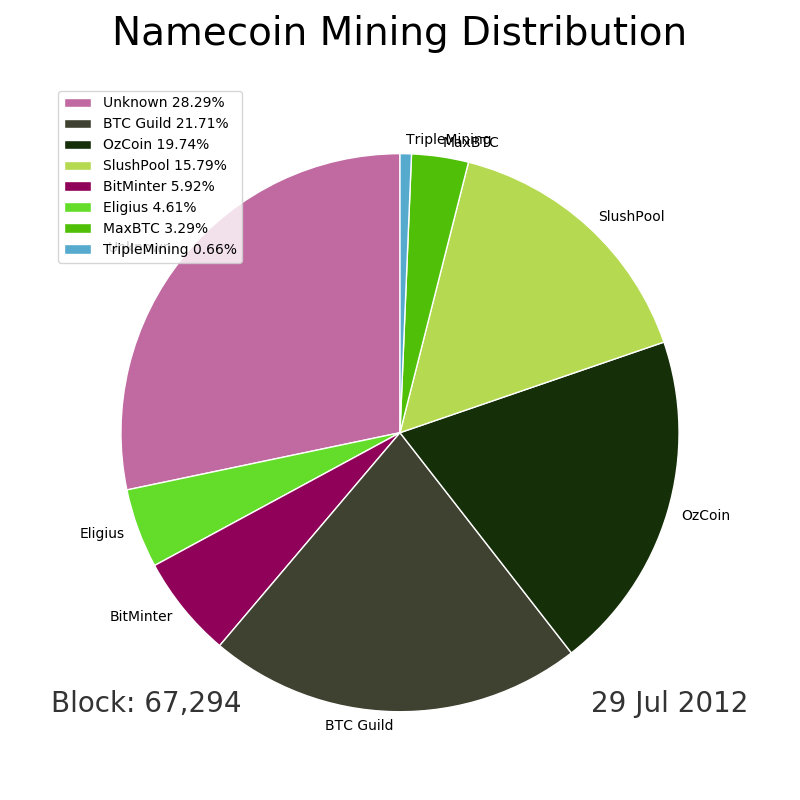 Namecoin Mining Distribution
Unknown 28.29%
BTC Guild 21.71%
OzCoin 19.74%
SlushPool 15.79%
BitMinter 5.92%
Eligius 4.61%
MaxBTC 3.29%
TripleMining 0.66%
TripleMining
MaxBTC
SlushPool
OzCoin
Eligius
BitMinter
BTC Guild
Block: 67,294
29 Jul 2012